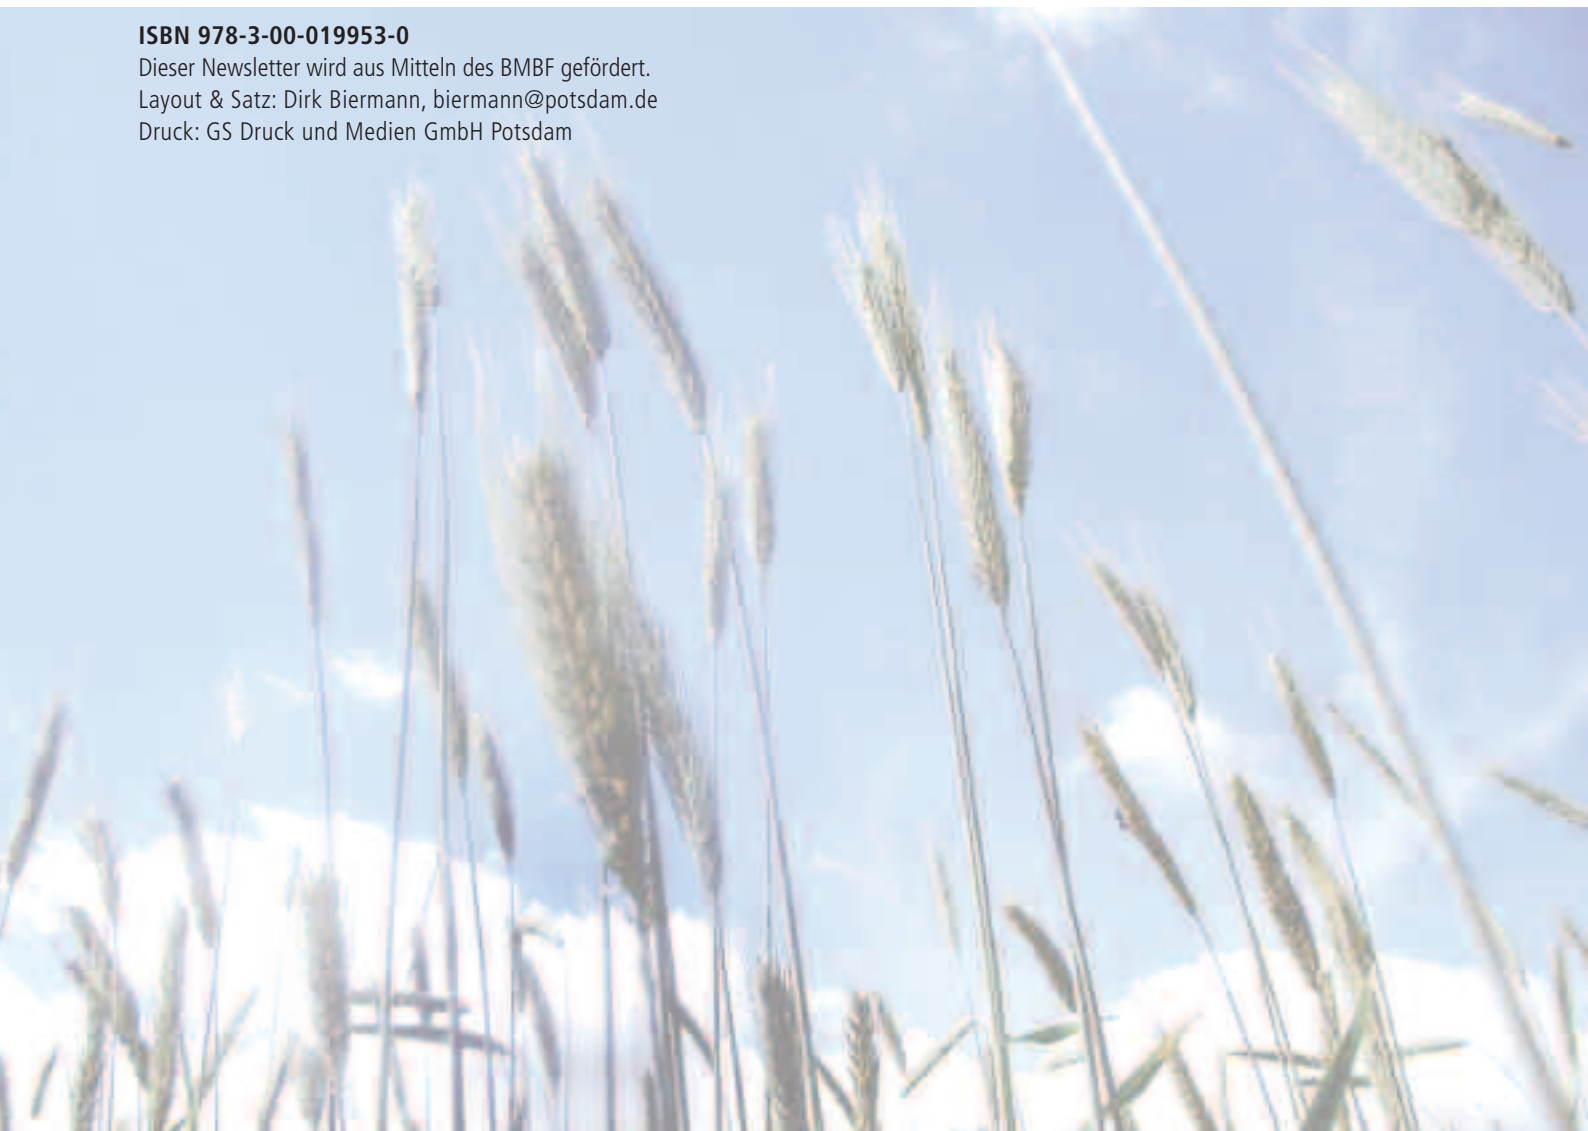 ISBN 978-3-00-019953-0
Dieser Newsletter wird aus Mitteln des BMBF gefördert.
Layout & Satz: Dirk Biermann, biermann@potsdam.de
Druck: GS Druck und Medien GmbH Potsdam